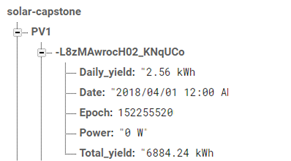 solar-capstone
PV1
-L8zMAwrocH02_KNqUCo
Daily_yield: "2.56 kWh
Date: "2018/04/01 12:00 A
Epoch: 152255520
Power: "0 W"
Total_yield: "6884.24 kWh